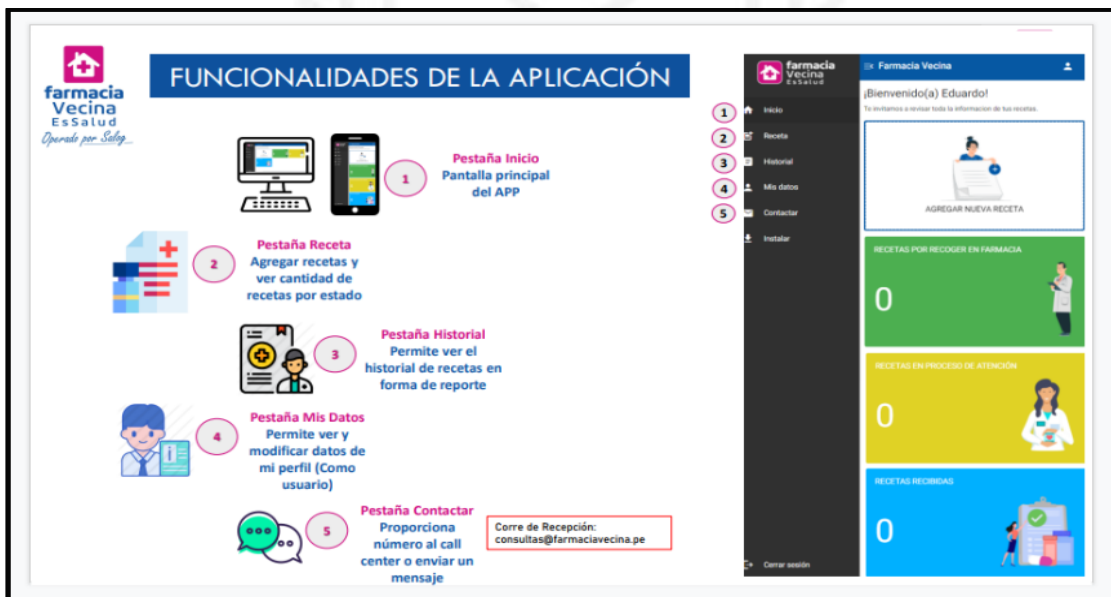 farmacia
Vecina
EsSalud
Operado por Salog
FUNCIONALIDADES DE LA APLICACIÓN
1
Pestaña Inicio
Pantalla principal
del APP
2
Pestaña Receta
Agregar recetas y
ver cantidad de
recetas por estado
3
Pestaña Historial
Permite ver el
historial de recetas en
forma de reporte
4
Pestaña Mis Datos
Permite ver y
modificar datos de
mi perfil (Como
usuario)
5
Pestaña Contactar
Proporciona
número al call
center o enviar un
mensaje
Corre de Recepción:
consultas@farmaciavecina.pe
farmacia
Vecina
EsSalud
1 Inicio
2 Receta
3 Historial
4 Mis datos
5 Contactar
Instalar
Cerrar sesión
Farmacia Vecina
¡Bienvenido(a) Eduardo!
Te invitamos a revisar toda la informacion de tus recetas.
AGREGAR NUEVA RECETA
RECETAS POR RECOGER EN FARMACIA
0
RECETAS EN PROCESO DE ATENCIÓN
0
RECETAS RECIBIDAS
0